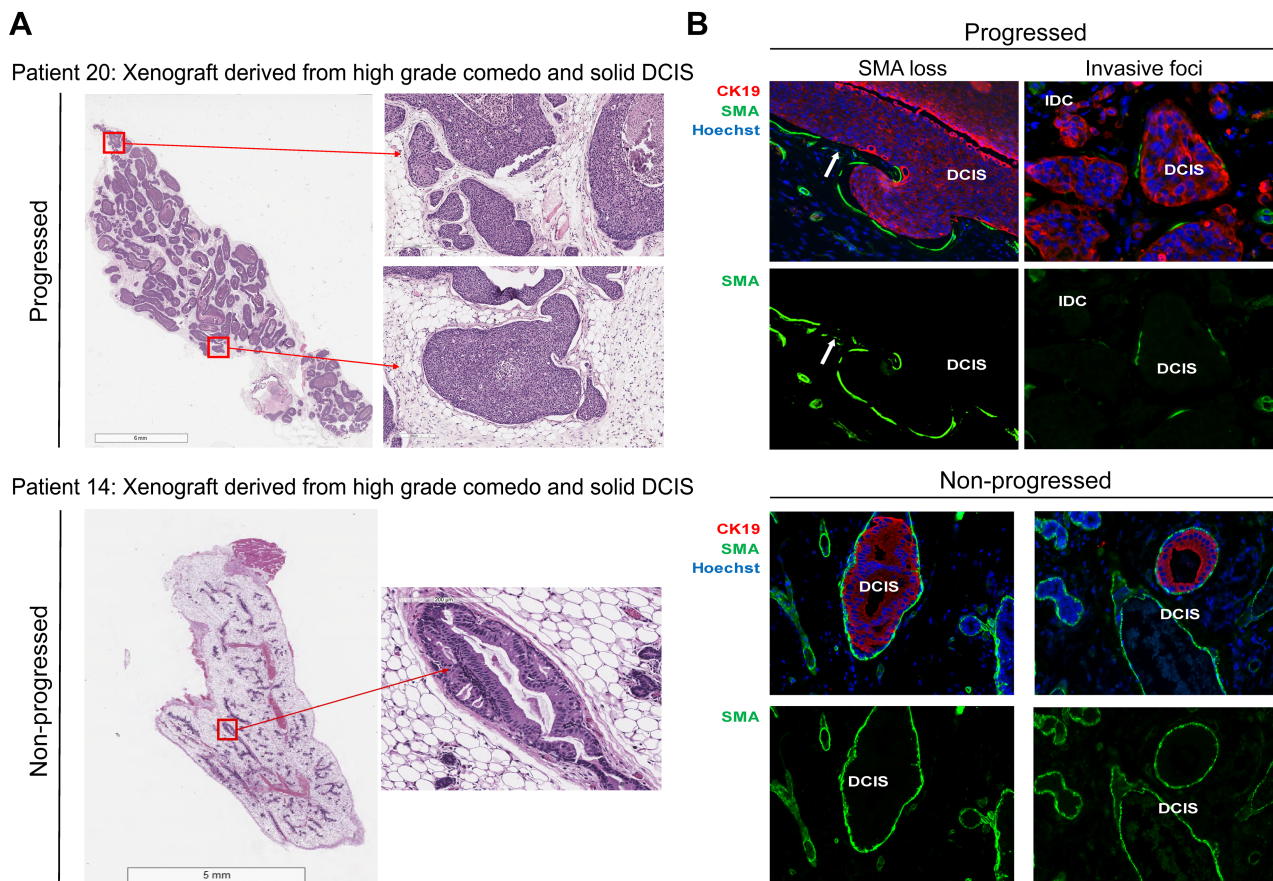 A
Patient 20: Xenograft derived from high grade comedo and solid DCIS
Progressed
6 mm
Patient 14: Xenograft derived from high grade comedo and solid DCIS
Non-progressed
5 mm
200 µm
B
Progressed
SMA loss
Invasive foci
CK19
SMA
Hoechst
DCIS
IDC
DCIS
SMA
DCIS
IDC
DCIS
Non-progressed
CK19
SMA
Hoechst
DCIS
DCIS
SMA
DCIS
DCIS